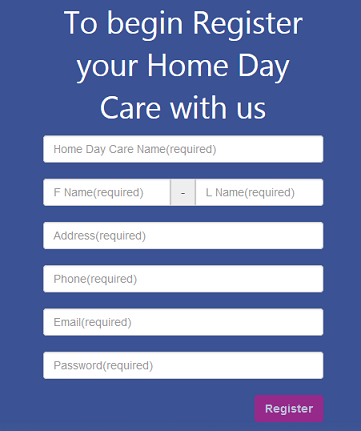 To begin Register
your Home Day
Care with us
Home Day Care Name(required)
F Name(required) - L Name(required)
Address(required)
Phone(required)
Email(required)
Password(required)
Register